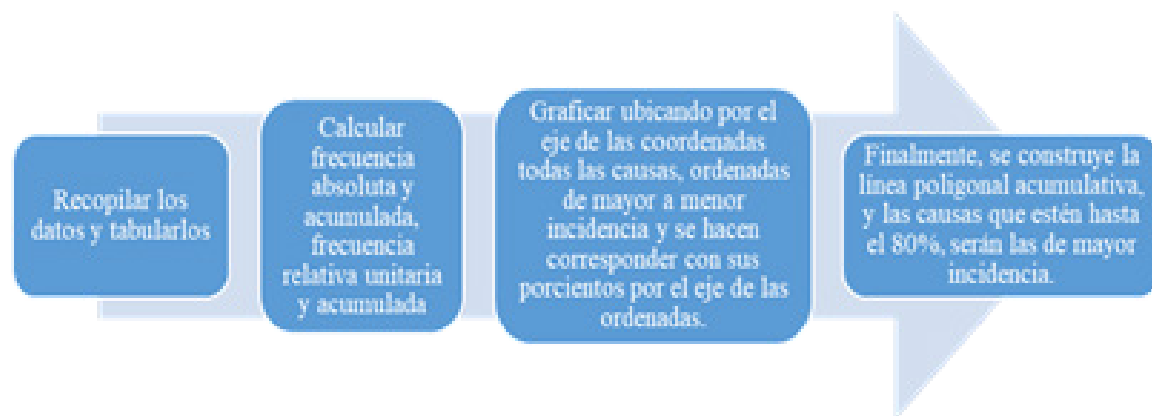 Recopilar los
datos y tabularlos
Calcular
frecuencia
absoluta y
acumulada,
frecuencia
relativa unitaria
y acumulada
Graficar ubicando por el
eje de las coordenadas
todas las causas, ordenadas
de mayor a menor
incidencia y se hacen
corresponder con sus
porcientos por el eje de las
ordenadas.
Finalmente, se construye la
línea poligonal acumulativa,
y las causas que estén hasta
el 80%, serán las de mayor
incidencia.